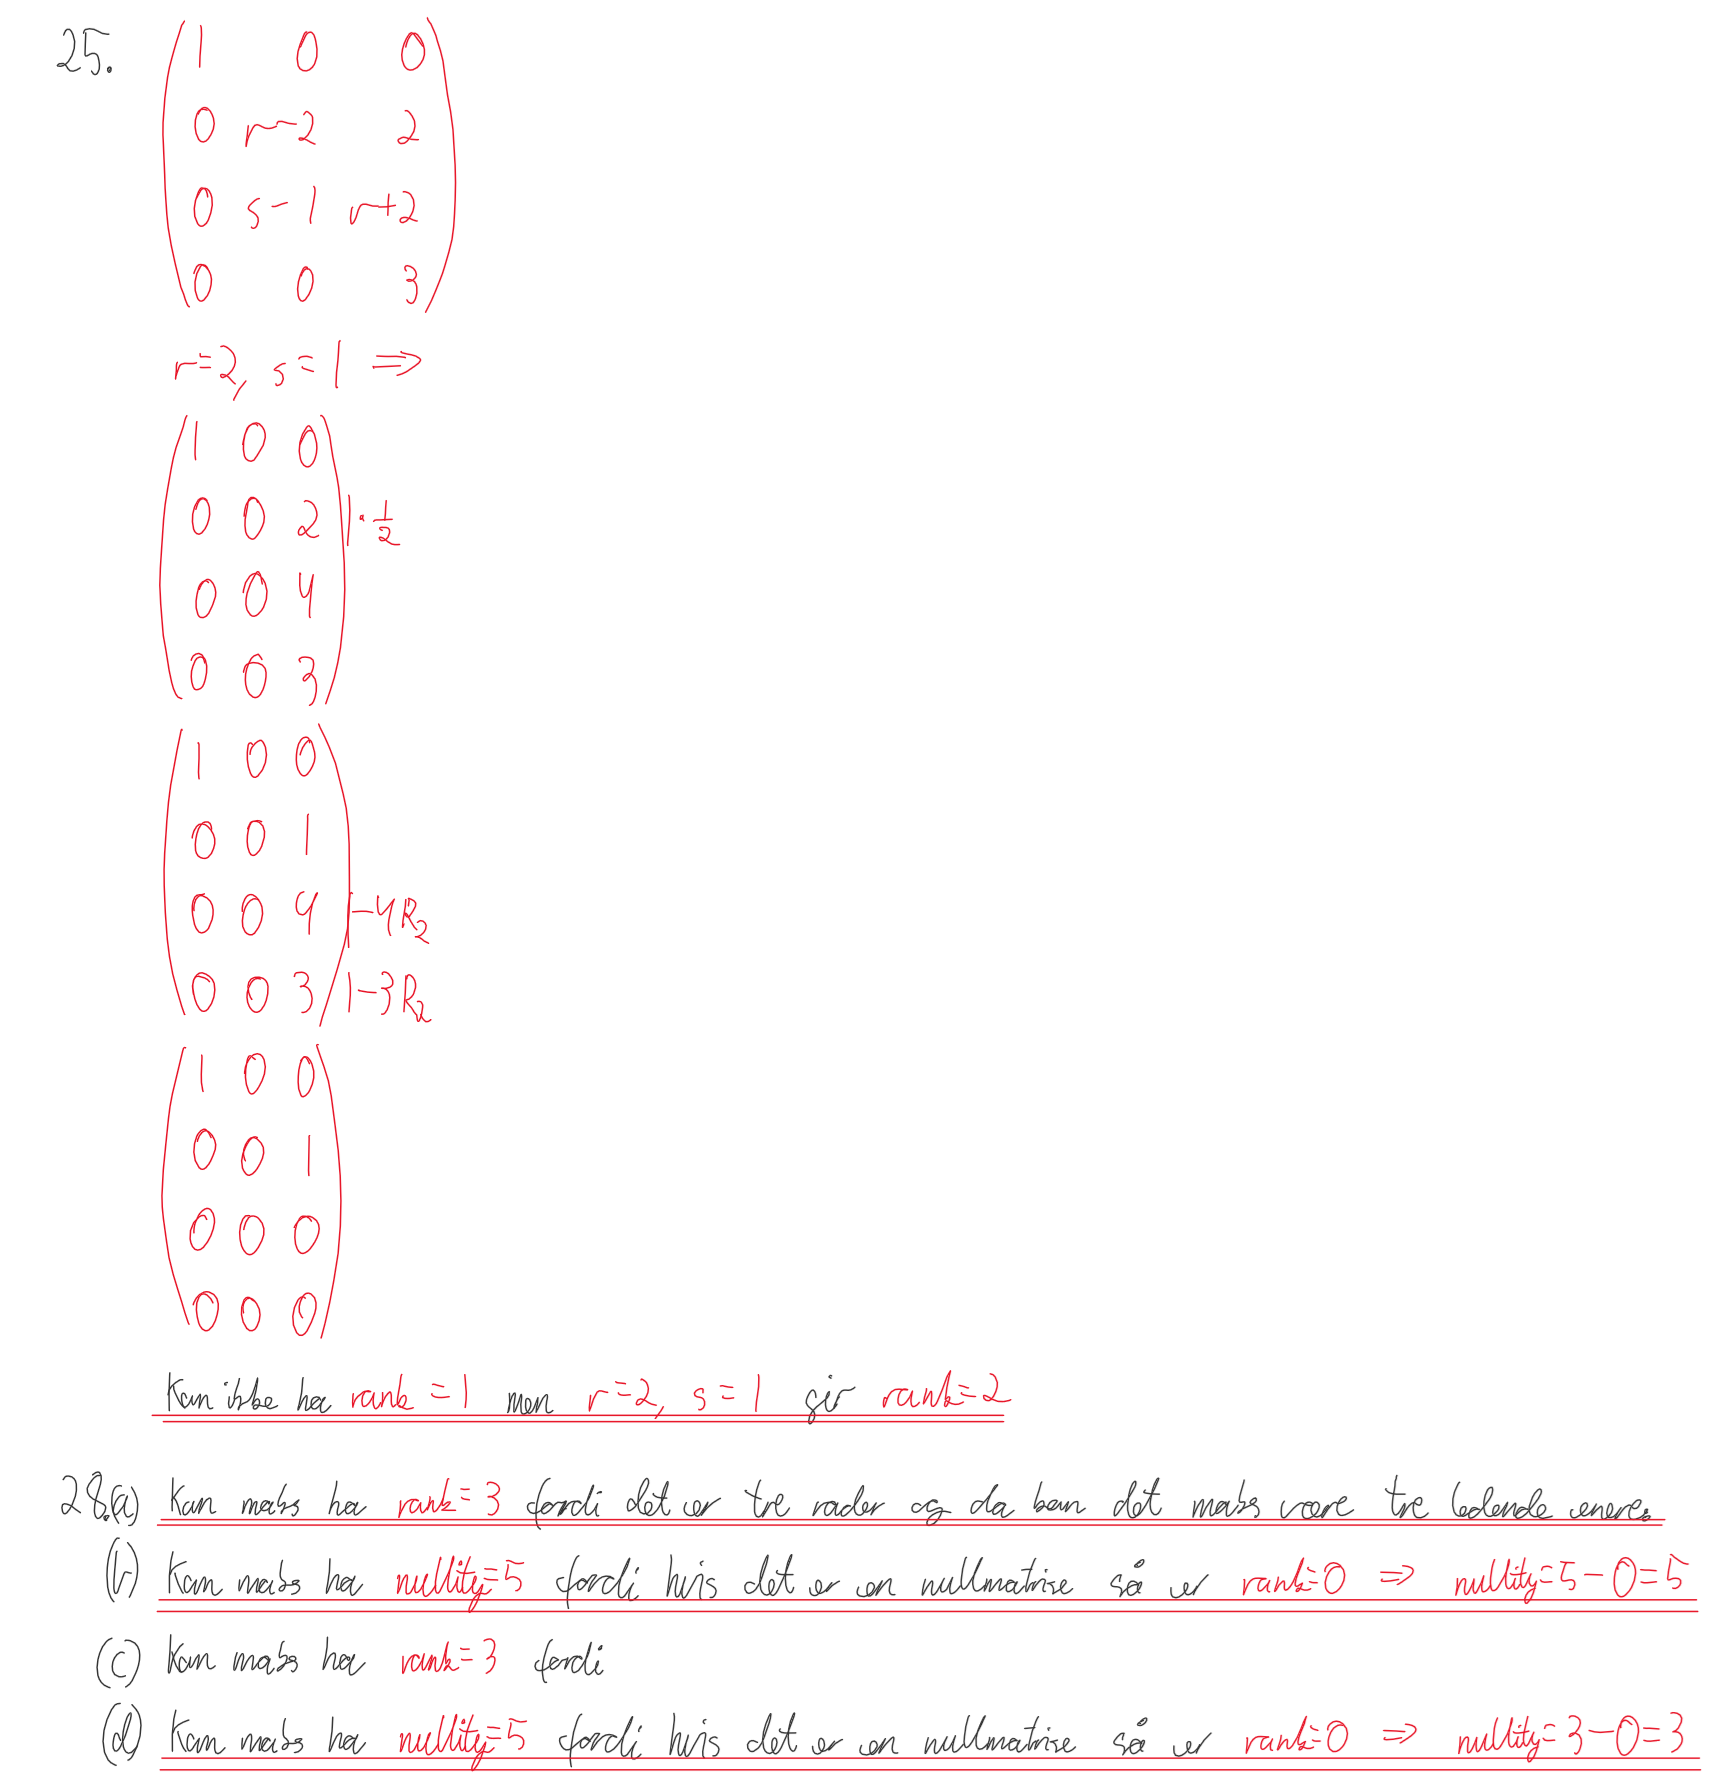 25.
1 0 0
0 r-2 2
0 s-1 r+2
0 0 3
r=2, s=1 ⇒
1 0 0
0 0 2 |·1/2
0 0 4
0 0 3
1 0 0
0 0 1
0 0 4 |-4R₂
0 0 3 |-3R₂
1 0 0
0 0 1
0 0 0
0 0 0
Kan ikke ha rank=1 men r=2, s=1 gir rank=2
28.(a) Kan maks ha rank=3 fordi det er tre rader og da kan det maks være tre ledende enere.
(b) Kan maks ha nullity=5 fordi hvis det er en nullmatrise så er rank=0 ⇒ nullity=5-0=5
(c) Kan maks ha rank=3 fordi
(d) Kan maks ha nullity=5 fordi hvis det er en nullmatrise så er rank=0 ⇒ nullity=3-0=3